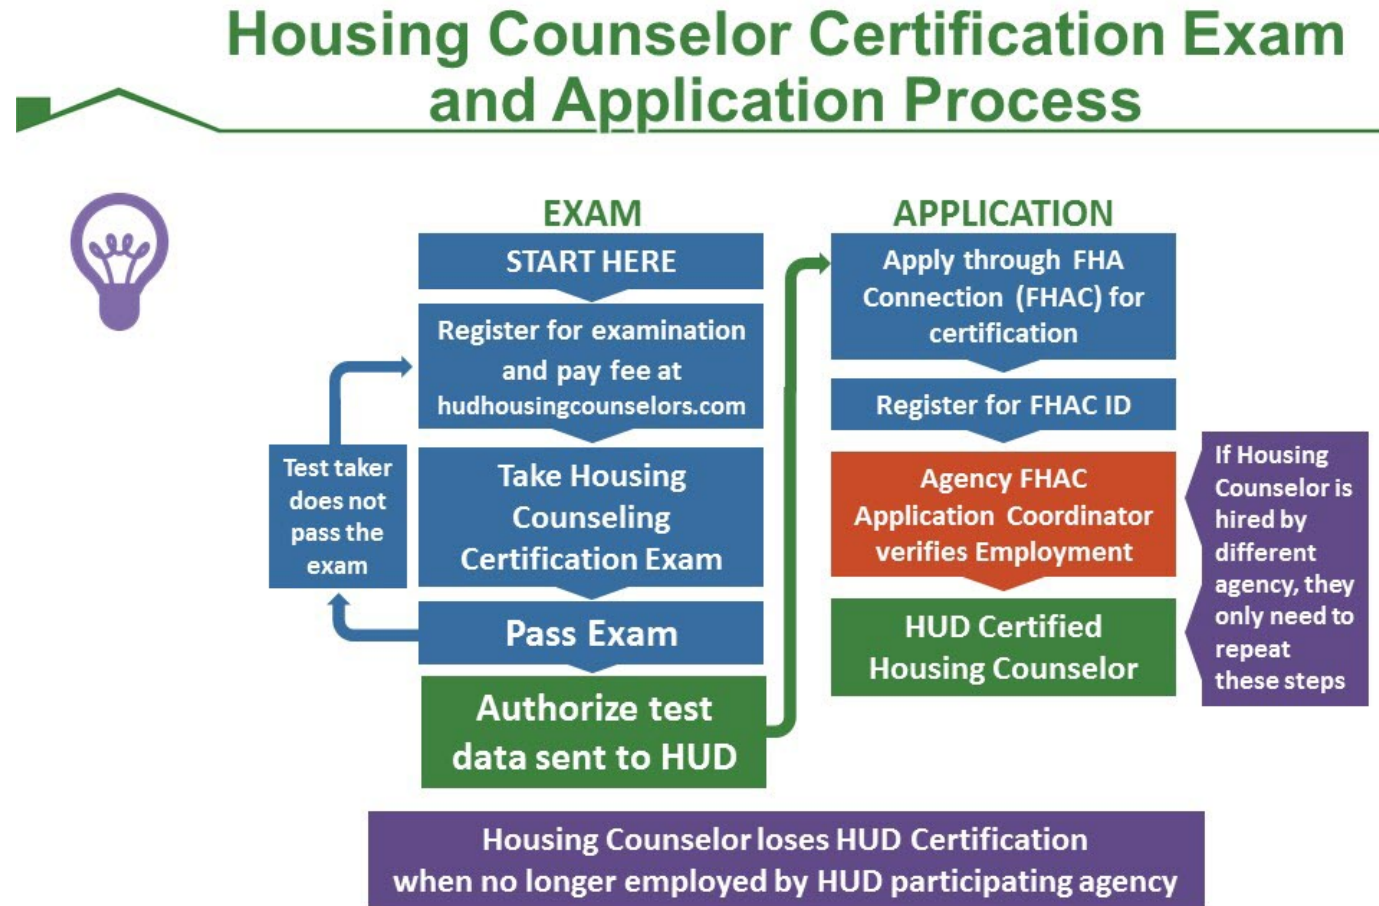 Housing Counselor Certification Exam
and Application Process
EXAM
START HERE
Register for examination
and pay fee at
hudhousingcounselors.com
Test taker
does not
pass the
exam
Take Housing
Counseling
Certification Exam
Pass Exam
Authorize test
data sent to HUD
APPLICATION
Apply through FHA
Connection (FHAC) for
certification
Register for FHAC ID
Agency FHAC
Application Coordinator
verifies Employment
HUD Certified
Housing Counselor
If Housing
Counselor is
hired by
different
agency, they
only need to
repeat
these steps
Housing Counselor loses HUD Certification
when no longer employed by HUD participating agency